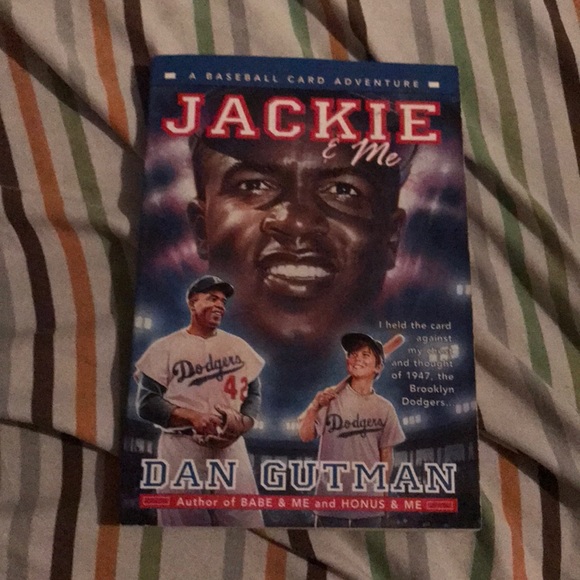 A BASEBALL CARD ADVENTURE
JACKIE
& Me
I held the card
against
my chest
and thought
of 1947, the
Brooklyn
Dodgers...
Dodgers
42
Dodgers
DAN GUTMAN
Author of BABE & ME and HONUS & ME